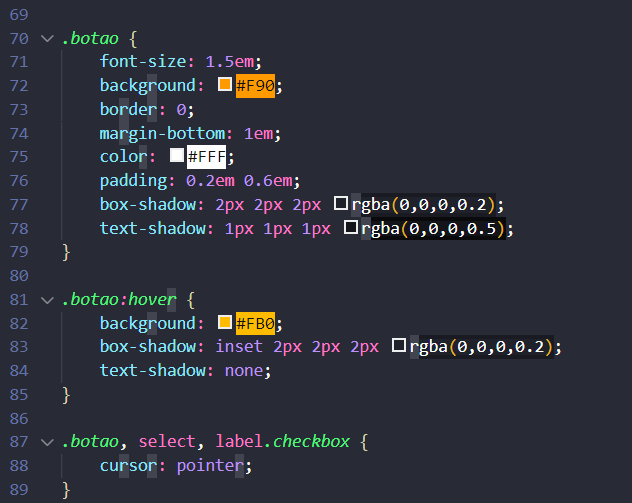 69
70 .botao {
71 font-size: 1.5em;
72 background: #F90;
73 border: 0;
74 margin-bottom: 1em;
75 color: #FFF;
76 padding: 0.2em 0.6em;
77 box-shadow: 2px 2px 2px rgba(0,0,0,0.2);
78 text-shadow: 1px 1px 1px rgba(0,0,0,0.5);
79 }
80
81 .botao:hover {
82 background: #FB0;
83 box-shadow: inset 2px 2px 2px rgba(0,0,0,0.2);
84 text-shadow: none;
85 }
86
87 .botao, select, label.checkbox {
88 cursor: pointer;
89 }